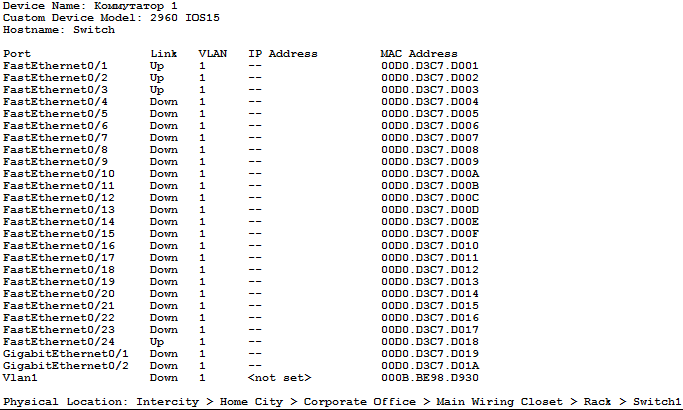 Device Name: Коммутатор 1
Custom Device Model: 2960 IOS15
Hostname: Switch
Port Link VLAN IP Address MAC Address
FastEthernet0/1 Up 1 -- 00D0.D3C7.D001
FastEthernet0/2 Up 1 -- 00D0.D3C7.D002
FastEthernet0/3 Up 1 -- 00D0.D3C7.D003
FastEthernet0/4 Down 1 -- 00D0.D3C7.D004
FastEthernet0/5 Down 1 -- 00D0.D3C7.D005
FastEthernet0/6 Down 1 -- 00D0.D3C7.D006
FastEthernet0/7 Down 1 -- 00D0.D3C7.D007
FastEthernet0/8 Down 1 -- 00D0.D3C7.D008
FastEthernet0/9 Down 1 -- 00D0.D3C7.D009
FastEthernet0/10 Down 1 -- 00D0.D3C7.D00A
FastEthernet0/11 Down 1 -- 00D0.D3C7.D00B
FastEthernet0/12 Down 1 -- 00D0.D3C7.D00C
FastEthernet0/13 Down 1 -- 00D0.D3C7.D00D
FastEthernet0/14 Down 1 -- 00D0.D3C7.D00E
FastEthernet0/15 Down 1 -- 00D0.D3C7.D00F
FastEthernet0/16 Down 1 -- 00D0.D3C7.D010
FastEthernet0/17 Down 1 -- 00D0.D3C7.D011
FastEthernet0/18 Down 1 -- 00D0.D3C7.D012
FastEthernet0/19 Down 1 -- 00D0.D3C7.D013
FastEthernet0/20 Down 1 -- 00D0.D3C7.D014
FastEthernet0/21 Down 1 -- 00D0.D3C7.D015
FastEthernet0/22 Down 1 -- 00D0.D3C7.D016
FastEthernet0/23 Down 1 -- 00D0.D3C7.D017
FastEthernet0/24 Up 1 -- 00D0.D3C7.D018
GigabitEthernet0/1 Down 1 -- 00D0.D3C7.D019
GigabitEthernet0/2 Down 1 -- 00D0.D3C7.D01A
Vlan1 Down 1 <not set> 000B.BE98.D930
Physical Location: Intercity > Home City > Corporate Office > Main Wiring Closet > Rack > Switch1